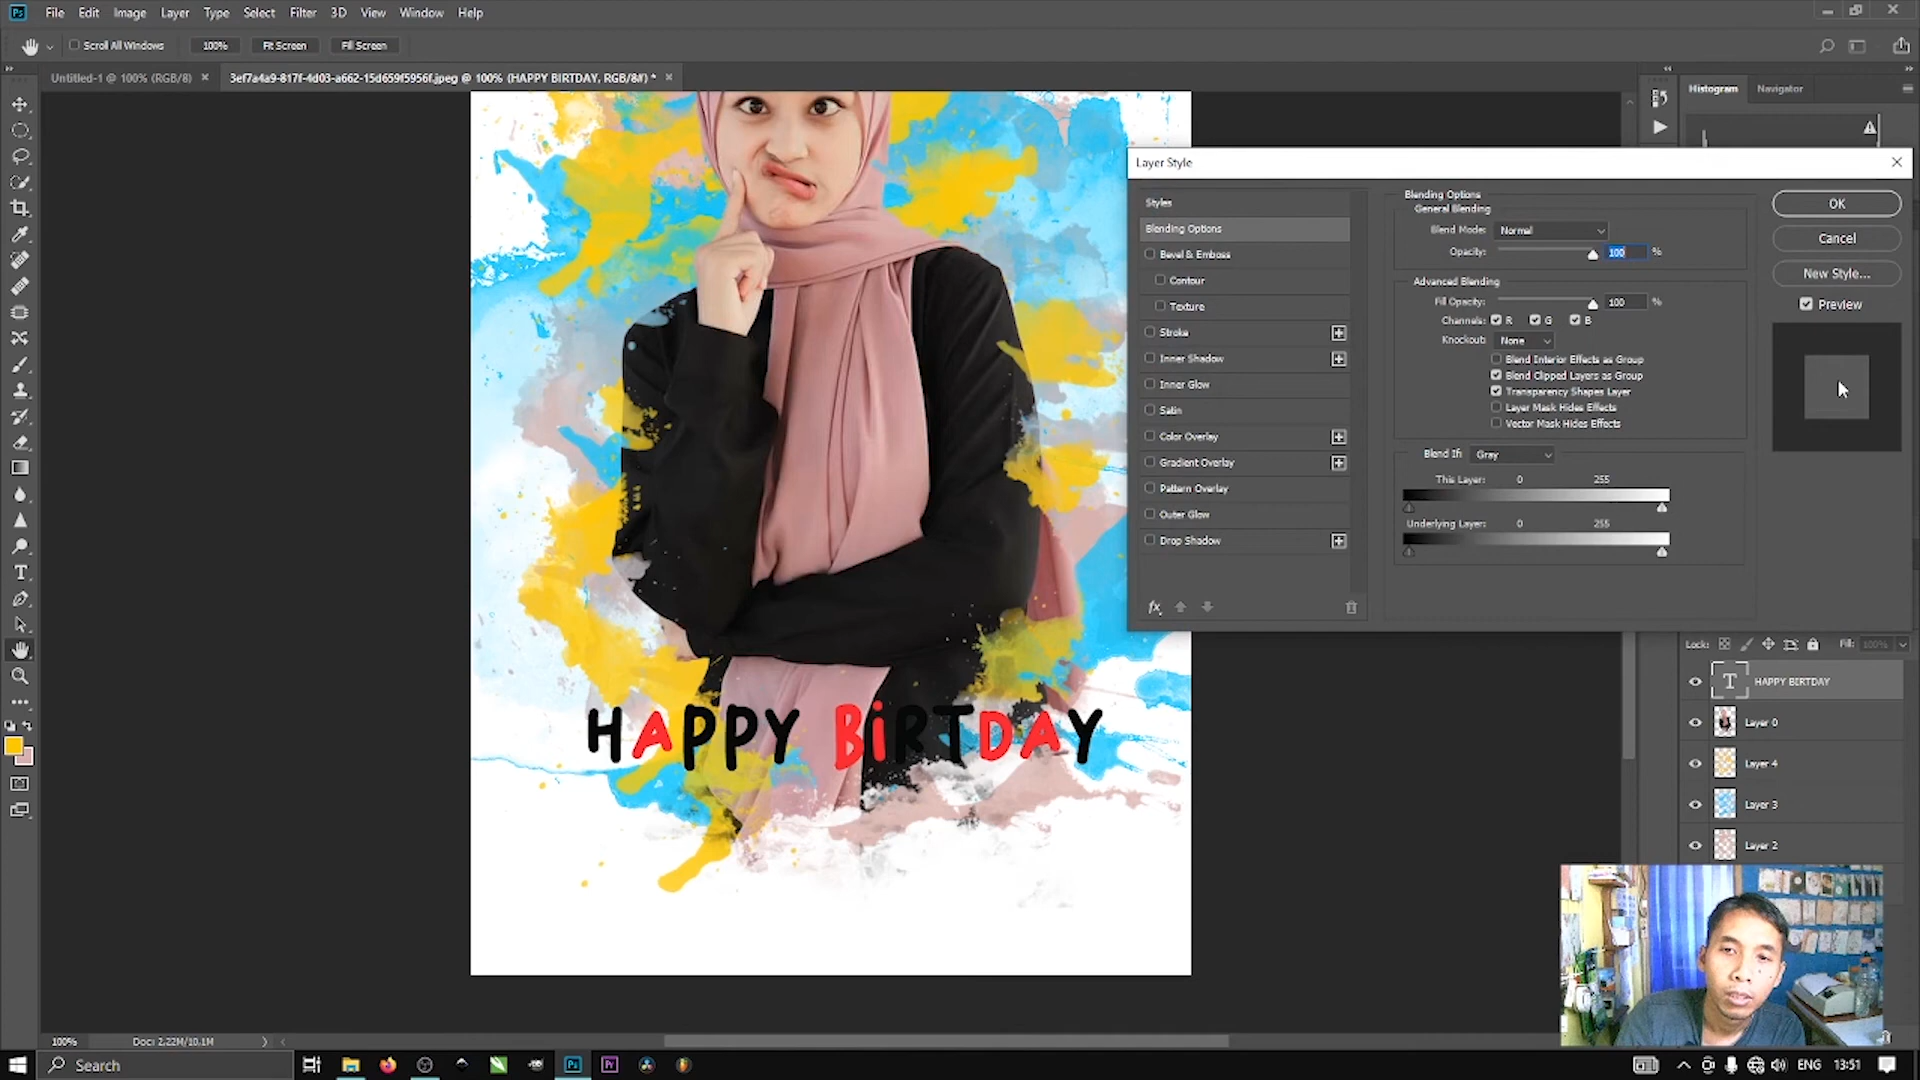 Ps File Edit Image Layer Type Select Filter 3D View Window Help
Scroll All Windows 100% Fit Screen Fill Screen
Untitled-1 @ 100% (RGB/8) × 3ef7a4a9-817f-4d03-a662-15d659f5956f.jpeg @ 100% (HAPPY BIRTDAY, RGB/8#) * ×
Histogram Navigator
Layer Style
Styles
Blending Options
Bevel & Emboss
Contour
Texture
Stroke
Inner Shadow
Inner Glow
Satin
Color Overlay
Gradient Overlay
Pattern Overlay
Outer Glow
Drop Shadow
fx
Blending Options
General Blending
Blend Mode: Normal
Opacity: 100 %
Advanced Blending
Fill Opacity: 100 %
Channels: R G B
Knockout: None
Blend Interior Effects as Group
Blend Clipped Layers as Group
Transparency Shapes Layer
Layer Mask Hides Effects
Vector Mask Hides Effects
Blend If: Gray
This Layer: 0 255
Underlying Layer: 0 255
OK
Cancel
New Style...
Preview
HAPPY BiRTDAY
Lock: Fill: 100%
T HAPPY BIRTDAY
Layer 0
Layer 4
Layer 3
Layer 2
100% Doc: 2.22M/10.1M
Search
Ps Pr
ENG 13:51